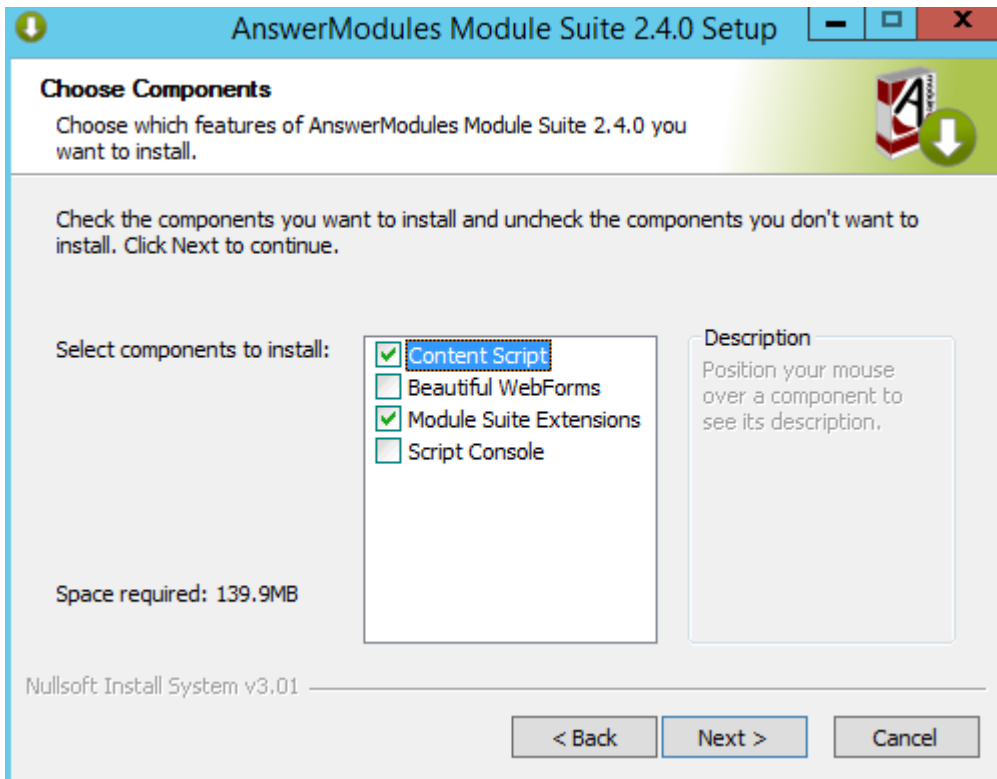 AnswerModules Module Suite 2.4.0 Setup
Choose Components
Choose which features of AnswerModules Module Suite 2.4.0 you
want to install.
Check the components you want to install and uncheck the components you don't want to
install. Click Next to continue.
Select components to install:
Content Script
Beautiful WebForms
Module Suite Extensions
Script Console
Description
Position your mouse
over a component to
see its description.
Space required: 139.9MB
Nullsoft Install System v3.01
< Back
Next >
Cancel